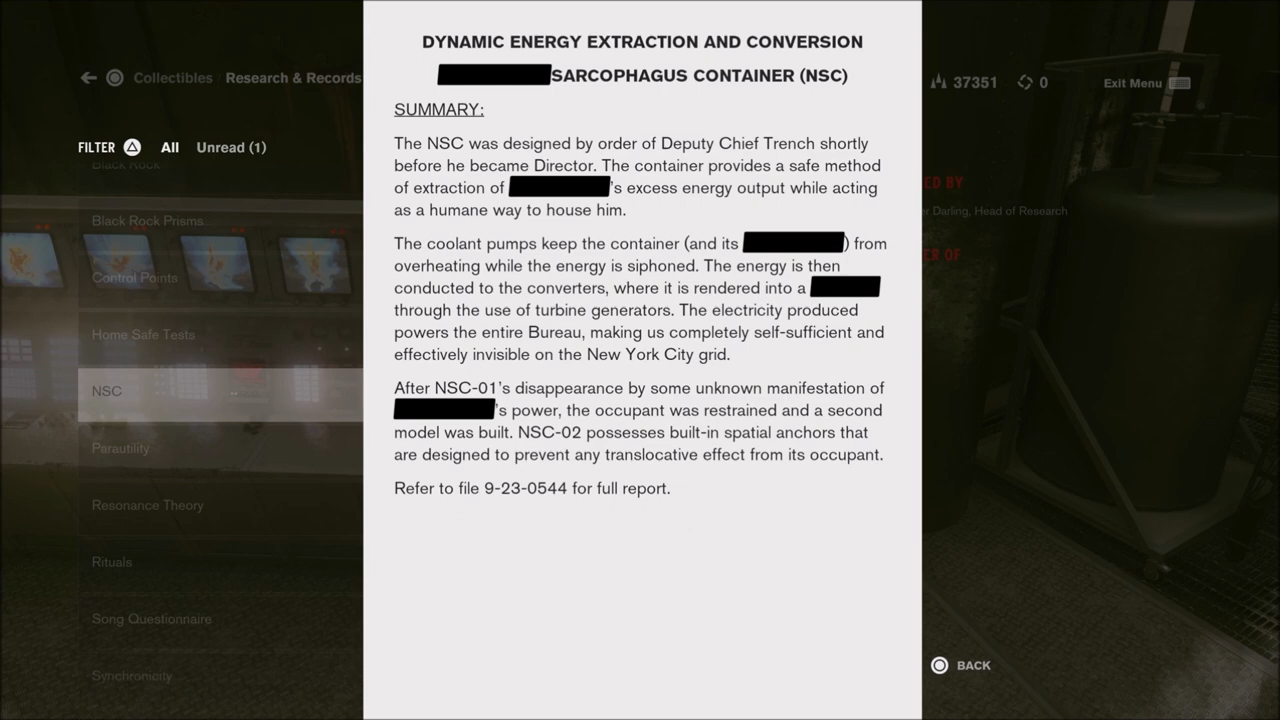 DYNAMIC ENERGY EXTRACTION AND CONVERSION
SARCOPHAGUS CONTAINER (NSC)
Collectibles Research & Records
37351 0 Exit Menu
SUMMARY:
The NSC was designed by order of Deputy Chief Trench shortly
before he became Director. The container provides a safe method
of extraction of 's excess energy output while acting
as a humane way to house him.
The coolant pumps keep the container (and its ) from
overheating while the energy is siphoned. The energy is then
conducted to the converters, where it is rendered into a
through the use of turbine generators. The electricity produced
powers the entire Bureau, making us completely self-sufficient and
effectively invisible on the New York City grid.
After NSC-01's disappearance by some unknown manifestation of
's power, the occupant was restrained and a second
model was built. NSC-02 possesses built-in spatial anchors that
are designed to prevent any translocative effect from its occupant.
Refer to file 9-23-0544 for full report.
FILTER All Unread (1)
Black Rock
Black Rock Prisms
Control Points
Home Safe Tests
NSC
Parautility
Resonance Theory
Rituals
Song Questionnaire
Synchronicity
ED BY
er Darling, Head of Research
ER OF
BACK